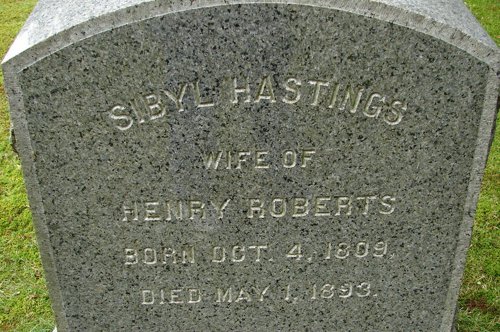 SIBYL HASTINGS
WIFE OF
HENRY ROBERTS
BORN OCT. 4, 1809.
DIED MAY 1, 1893.